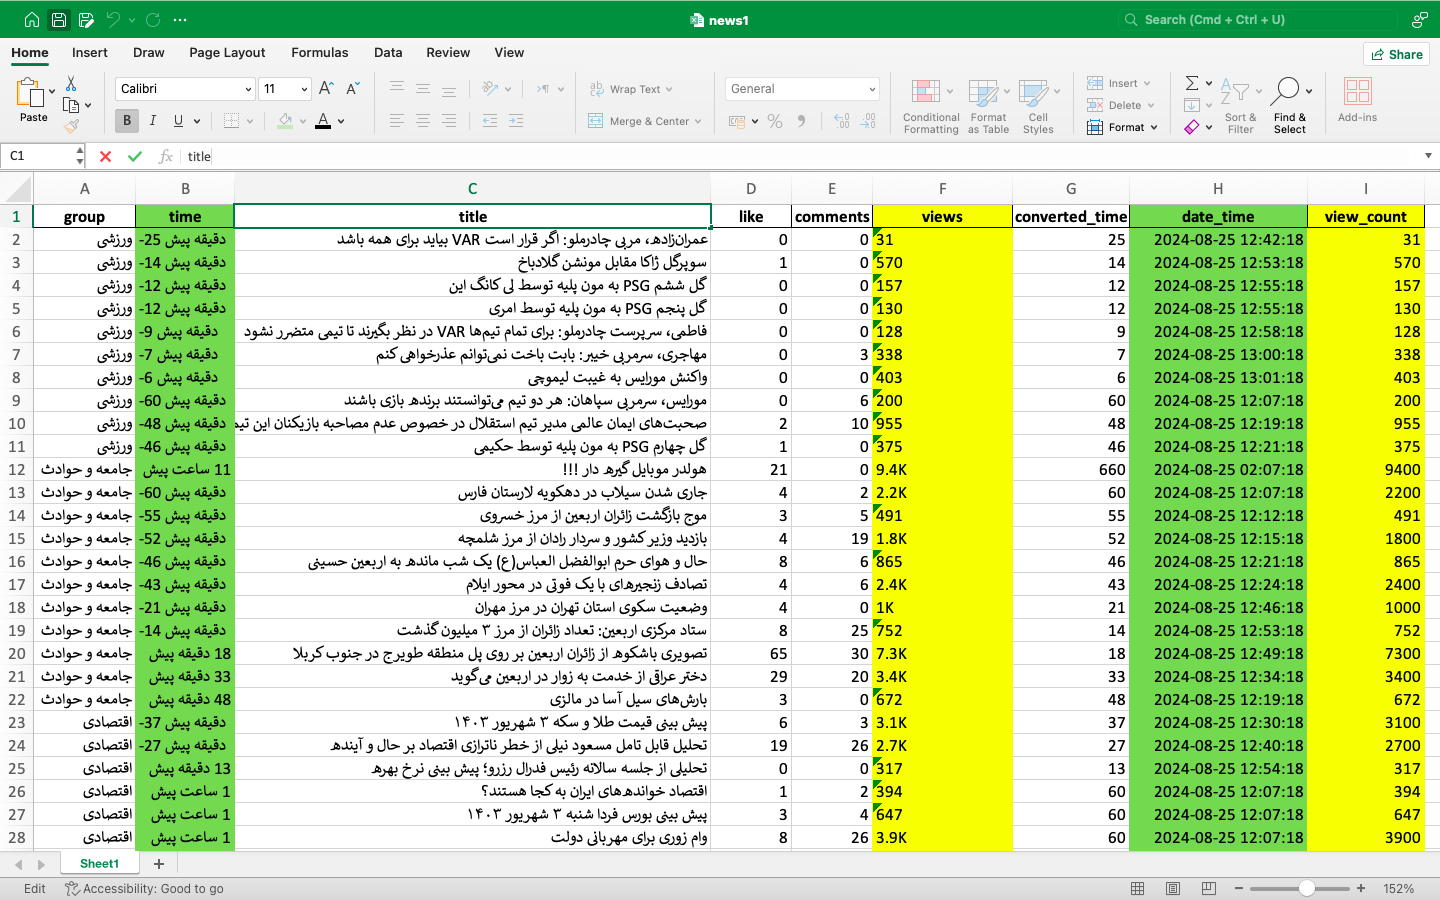 news1
Search (Cmd + Ctrl + U)
Home Insert Draw Page Layout Formulas Data Review View Share
Paste
Calibri 11
B I U
Wrap Text
Merge & Center
General
Conditional Formatting
Format as Table
Cell Styles
Insert
Delete
Format
Sort & Filter
Find & Select
Add-ins
C1 fx title
A B C D E F G H I
1 group time title like comments views converted_time date_time view_count
2 ورزشی -25 دقیقه پیش عمران‌زاده، مربی چادرملو: اگر قرار است VAR بیاید برای همه باشد 0 0 31 25 2024-08-25 12:42:18 31
3 ورزشی -14 دقیقه پیش سوپرگل ژاکا مقابل مونشن گلادباخ 1 0 570 14 2024-08-25 12:53:18 570
4 ورزشی -12 دقیقه پیش گل ششم PSG به مون پلیه توسط لی کانگ این 0 0 157 12 2024-08-25 12:55:18 157
5 ورزشی -12 دقیقه پیش گل پنجم PSG به مون پلیه توسط امری 0 0 130 12 2024-08-25 12:55:18 130
6 ورزشی -9 دقیقه پیش فاطمی، سرپرست چادرملو: برای تمام تیم‌ها VAR در نظر بگیرند تا تیمی متضرر نشود 0 0 128 9 2024-08-25 12:58:18 128
7 ورزشی -7 دقیقه پیش مهاجری، سرمربی خیبر: بابت باخت نمی‌توانم عذرخواهی کنم 0 3 338 7 2024-08-25 13:00:18 338
8 ورزشی -6 دقیقه پیش واکنش مورایس به غیبت لیموچی 0 0 403 6 2024-08-25 13:01:18 403
9 ورزشی -60 دقیقه پیش مورایس، سرمربی سپاهان: هر دو تیم می‌توانستند برنده بازی باشند 0 6 200 60 2024-08-25 12:07:18 200
10 ورزشی -48 دقیقه پیش صحبت‌های ایمان عالمی مدیر تیم استقلال در خصوص عدم مصاحبه بازیکنان این تیم 2 10 955 48 2024-08-25 12:19:18 955
11 ورزشی -46 دقیقه پیش گل چهارم PSG به مون پلیه توسط حکیمی 1 0 375 46 2024-08-25 12:21:18 375
12 جامعه و حوادث 11 ساعت پیش هولدر موبایل گیره دار !!! 21 0 9.4K 660 2024-08-25 02:07:18 9400
13 جامعه و حوادث -60 دقیقه پیش جاری شدن سیلاب در دهکویه لارستان فارس 4 2 2.2K 60 2024-08-25 12:07:18 2200
14 جامعه و حوادث -55 دقیقه پیش موج بازگشت زائران اربعین از مرز خسروی 3 5 491 55 2024-08-25 12:12:18 491
15 جامعه و حوادث -52 دقیقه پیش بازدید وزیر کشور و سردار رادان از مرز شلمچه 4 19 1.8K 52 2024-08-25 12:15:18 1800
16 جامعه و حوادث -46 دقیقه پیش حال و هوای حرم ابوالفضل العباس(ع) یک شب مانده به اربعین حسینی 8 6 865 46 2024-08-25 12:21:18 865
17 جامعه و حوادث -43 دقیقه پیش تصادف زنجیره‌ای با یک فوتی در محور ایلام 4 6 2.4K 43 2024-08-25 12:24:18 2400
18 جامعه و حوادث -21 دقیقه پیش وضعیت سکوی استان تهران در مرز مهران 4 0 1K 21 2024-08-25 12:46:18 1000
19 جامعه و حوادث -14 دقیقه پیش ستاد مرکزی اربعین: تعداد زائران از مرز ۳ میلیون گذشت 8 25 752 14 2024-08-25 12:53:18 752
20 جامعه و حوادث 18 دقیقه پیش تصویری باشکوه از زائران اربعین بر روی پل منطقه طویرج در جنوب کربلا 65 30 7.3K 18 2024-08-25 12:49:18 7300
21 جامعه و حوادث 33 دقیقه پیش دختر عراقی از خدمت به زوار در اربعین می‌گوید 29 20 3.4K 33 2024-08-25 12:34:18 3400
22 جامعه و حوادث 48 دقیقه پیش بارش‌های سیل آسا در مالزی 3 0 672 48 2024-08-25 12:19:18 672
23 اقتصادی -37 دقیقه پیش پیش بینی قیمت طلا و سکه ۳ شهریور ۱۴۰۳ 6 3 3.1K 37 2024-08-25 12:30:18 3100
24 اقتصادی -27 دقیقه پیش تحلیل قابل تامل مسعود نیلی از خطر ناترازی اقتصاد بر حال و آینده 19 26 2.7K 27 2024-08-25 12:40:18 2700
25 اقتصادی 13 دقیقه پیش تحلیلی از جلسه سالانه رئیس فدرال رزرو؛ پیش بینی نرخ بهره 0 0 317 13 2024-08-25 12:54:18 317
26 اقتصادی 1 ساعت پیش اقتصاد خوانده‌های ایران به کجا هستند؟ 1 2 394 60 2024-08-25 12:07:18 394
27 اقتصادی 1 ساعت پیش پیش بینی بورس فردا شنبه ۳ شهریور ۱۴۰۳ 3 4 647 60 2024-08-25 12:07:18 647
28 اقتصادی 1 ساعت پیش وام زوری برای مهربانی دولت 8 26 3.9K 60 2024-08-25 12:07:18 3900
Sheet1
Edit Accessibility: Good to go 152%